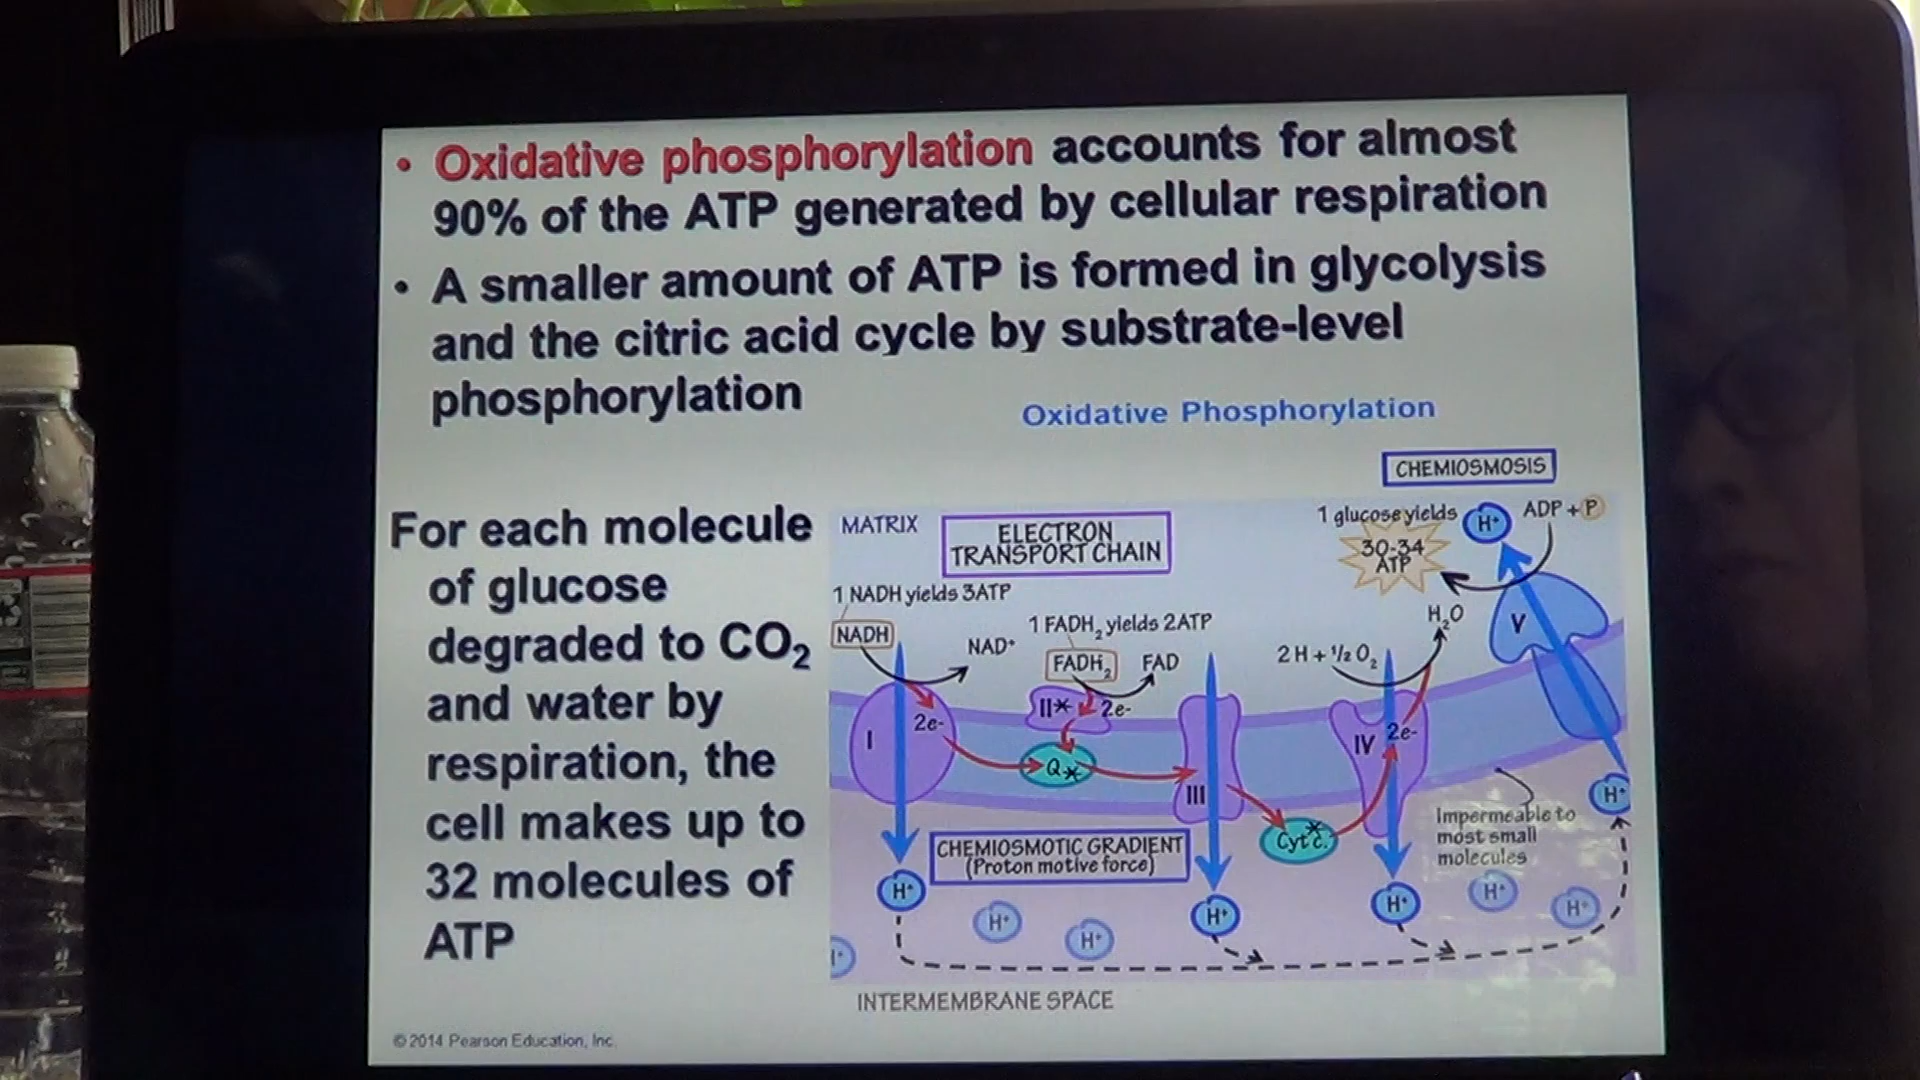 • Oxidative phosphorylation accounts for almost
90% of the ATP generated by cellular respiration
• A smaller amount of ATP is formed in glycolysis
and the citric acid cycle by substrate-level
phosphorylation
Oxidative Phosphorylation
For each molecule
of glucose
degraded to CO₂
and water by
respiration, the
cell makes up to
32 molecules of
ATP
CHEMIOSMOSIS
MATRIX
ELECTRON
TRANSPORT CHAIN
1 glucose yields
30-34
ATP
H⁺
ADP + P
1 NADH yields 3ATP
NADH
NAD⁺
1 FADH₂ yields 2ATP
FADH₂
FAD
2H + ½ O₂
H₂O
V
I
2e-
II*
2e-
Q*
III
Cyt c.*
IV
2e-
H⁺
Impermeable to
most small
molecules
CHEMIOSMOTIC GRADIENT
(Proton motive force)
H⁺
H⁺
H⁺
H⁺
H⁺
H⁺
H⁺
INTERMEMBRANE SPACE
© 2014 Pearson Education, Inc.